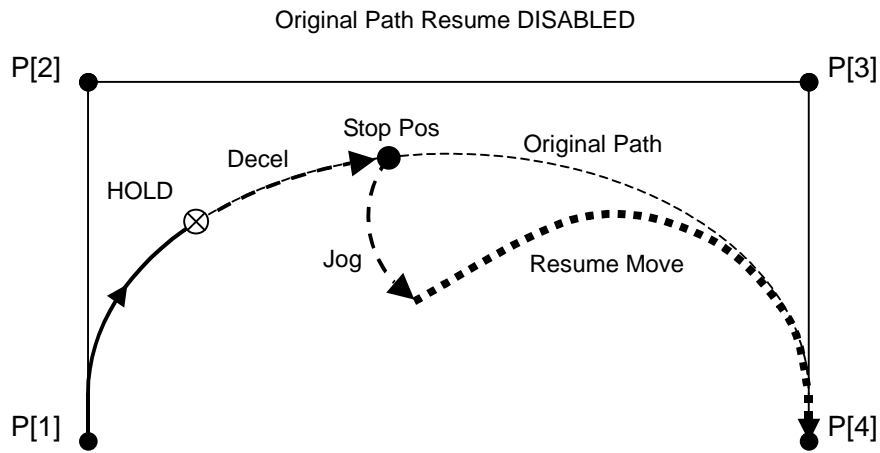 Original Path Resume DISABLED
P[2]
P[3]
Stop Pos
Decel
Original Path
HOLD
Jog
Resume Move
P[1]
P[4]